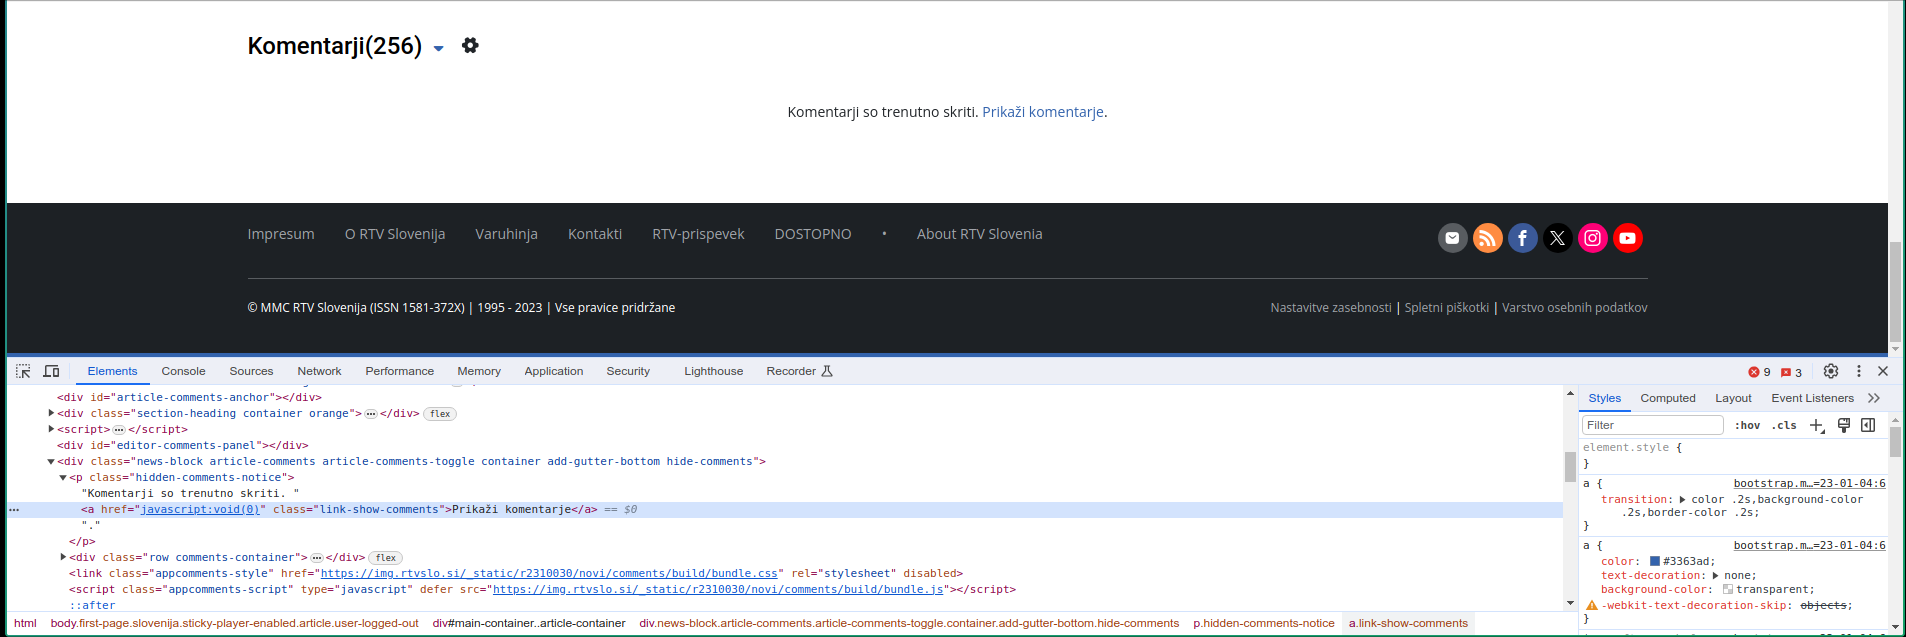 Komentarji(256)
Komentarji so trenutno skriti. Prikaži komentarje.
Impresum O RTV Slovenija Varuhinja Kontakti RTV-prispevek DOSTOPNO • About RTV Slovenia
© MMC RTV Slovenija (ISSN 1581-372X) | 1995 - 2023 | Vse pravice pridržane
Nastavitve zasebnosti | Spletni piškotki | Varstvo osebnih podatkov
Elements Console Sources Network Performance Memory Application Security Lighthouse Recorder 9 3
<div id="article-comments-anchor"></div>
<div class="section-heading container orange">…</div> flex
<script>…</script>
<div id="editor-comments-panel"></div>
<div class="news-block article-comments article-comments-toggle container add-gutter-bottom hide-comments">
<p class="hidden-comments-notice">
"Komentarji so trenutno skriti. "
<a href="javascript:void(0)" class="link-show-comments">Prikaži komentarje</a> == $0
"."
</p>
<div class="row comments-container">…</div> flex
<link class="appcomments-style" href="https://img.rtvslo.si/_static/r2310030/novi/comments/build/bundle.css" rel="stylesheet" disabled>
<script class="appcomments-script" type="javascript" defer src="https://img.rtvslo.si/_static/r2310030/novi/comments/build/bundle.js"></script>
::after
html body.first-page.slovenija.sticky-player-enabled.article.user-logged-out div#main-container..article-container div.news-block.article-comments.article-comments-toggle.container.add-gutter-bottom.hide-comments p.hidden-comments-notice a.link-show-comments
Styles Computed Layout Event Listeners
Filter :hov .cls
element.style {
}
a { bootstrap.m…=23-01-04:6
transition: color .2s,background-color
.2s,border-color .2s;
}
a { bootstrap.m…=23-01-04:6
color: #3363ad;
text-decoration: none;
background-color: transparent;
-webkit-text-decoration-skip: objects;
}